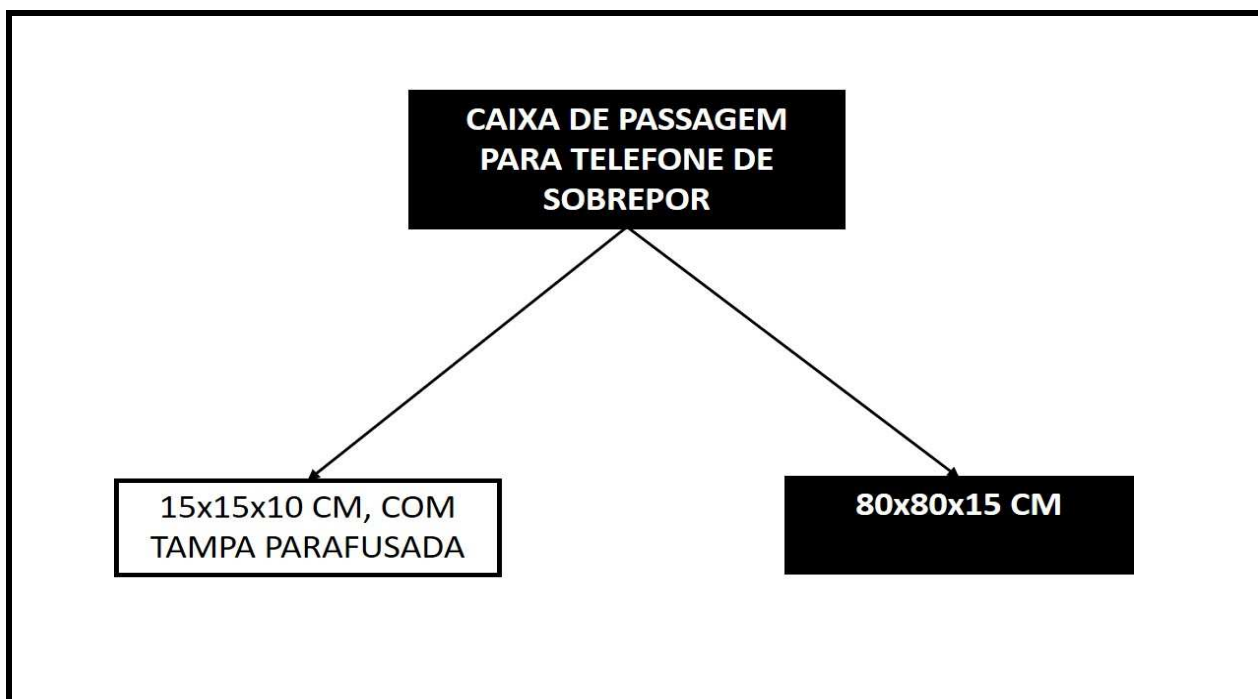 CAIXA DE PASSAGEM
PARA TELEFONE DE
SOBREPOR
15x15x10 CM, COM
TAMPA PARAFUSADA
80x80x15 CM